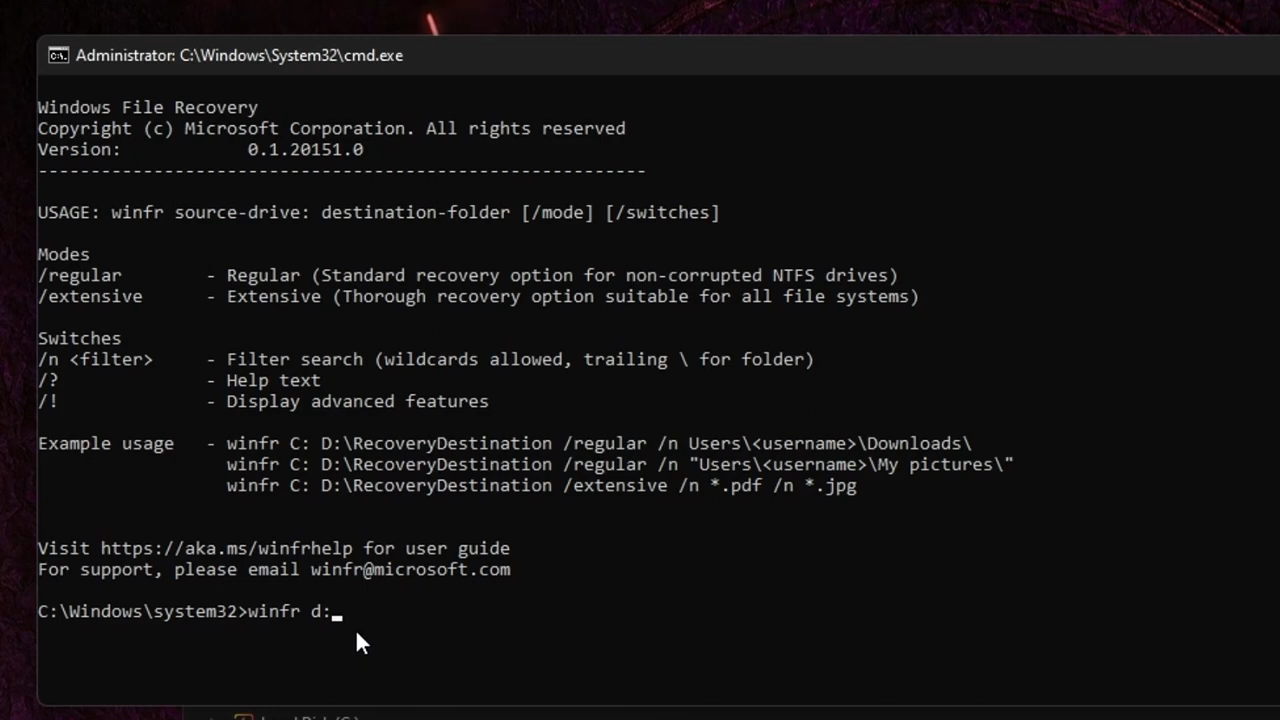 Administrator: C:\Windows\System32\cmd.exe
Windows File Recovery
Copyright (c) Microsoft Corporation. All rights reserved
Version:            0.1.20151.0
----------------------------------------------------------
USAGE: winfr source-drive: destination-folder [/mode] [/switches]
Modes
/regular        - Regular (Standard recovery option for non-corrupted NTFS drives)
/extensive      - Extensive (Thorough recovery option suitable for all file systems)
Switches
/n <filter>     - Filter search (wildcards allowed, trailing \ for folder)
/?              - Help text
/!              - Display advanced features
Example usage   - winfr C: D:\RecoveryDestination /regular /n Users\<username>\Downloads\
                  winfr C: D:\RecoveryDestination /regular /n "Users\<username>\My pictures\"
                  winfr C: D:\RecoveryDestination /extensive /n *.pdf /n *.jpg
Visit https://aka.ms/winfrhelp for user guide
For support, please email winfr@microsoft.com
C:\Windows\system32>winfr d: